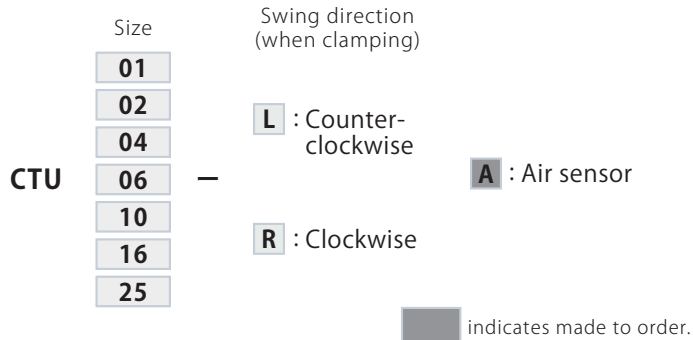 Size
Swing direction
(when clamping)
01
02
04
06
10
16
25
CTU
–
L : Counter-
clockwise
R : Clockwise
A : Air sensor
indicates made to order.